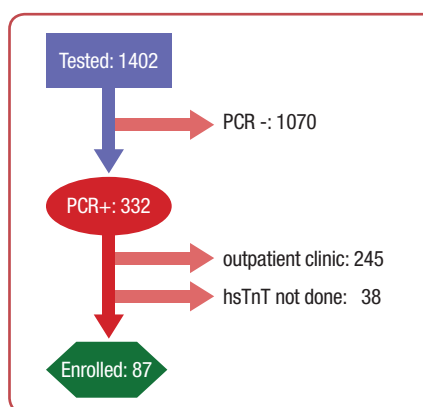 Tested: 1402
PCR -: 1070
PCR+: 332
outpatient clinic: 245
hsTnT not done: 38
Enrolled: 87